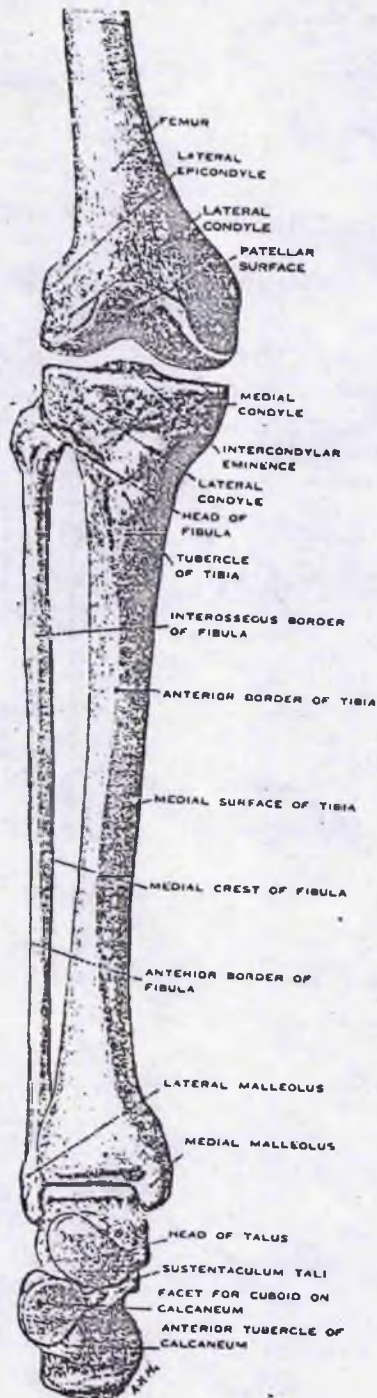 FEMUR
LATERAL
EPICONDYLE
LATERAL
CONDYLE
PATELLAR
SURFACE
MEDIAL
CONDYLE
INTERCONDYLAR
EMINENCE
LATERAL
CONDYLE
HEAD OF
FIBULA
TUBERCLE
OF TIBIA
INTEROSSEOUS BORDER
OF FIBULA
ANTERIOR BORDER OF TIBIA
MEDIAL SURFACE OF TIBIA
MEDIAL CREST OF FIBULA
ANTERIOR BORDER OF
FIBULA
LATERAL MALLEOLUS
MEDIAL MALLEOLUS
HEAD OF TALUS
SUSTENTACULUM TALI
FACET FOR CUBOID ON
CALCANEUM
ANTERIOR TUBERCLE OF
CALCANEUM